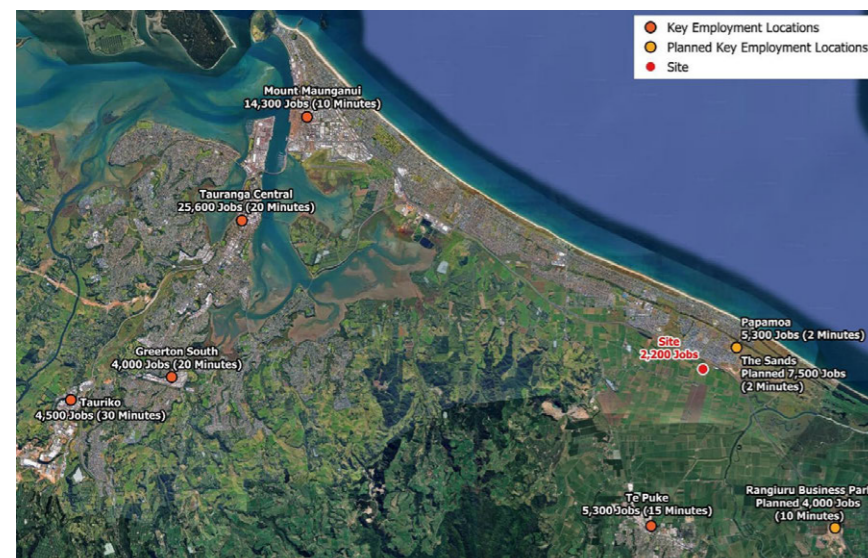 Key Employment Locations
Planned Key Employment Locations
Site
Mount Maunganui
14,300 Jobs (10 Minutes)
Tauranga Central
25,600 Jobs (20 Minutes)
Papamoa
5,300 Jobs (2 Minutes)
Site
2,200 Jobs
The Sands
Planned 7,500 Jobs
(2 Minutes)
Greerton South
4,000 Jobs (20 Minutes)
Tauriko
4,500 Jobs (30 Minutes)
Te Puke
5,300 Jobs (15 Minutes)
Rangiuru Business Park
Planned 4,000 Jobs
(10 Minutes)